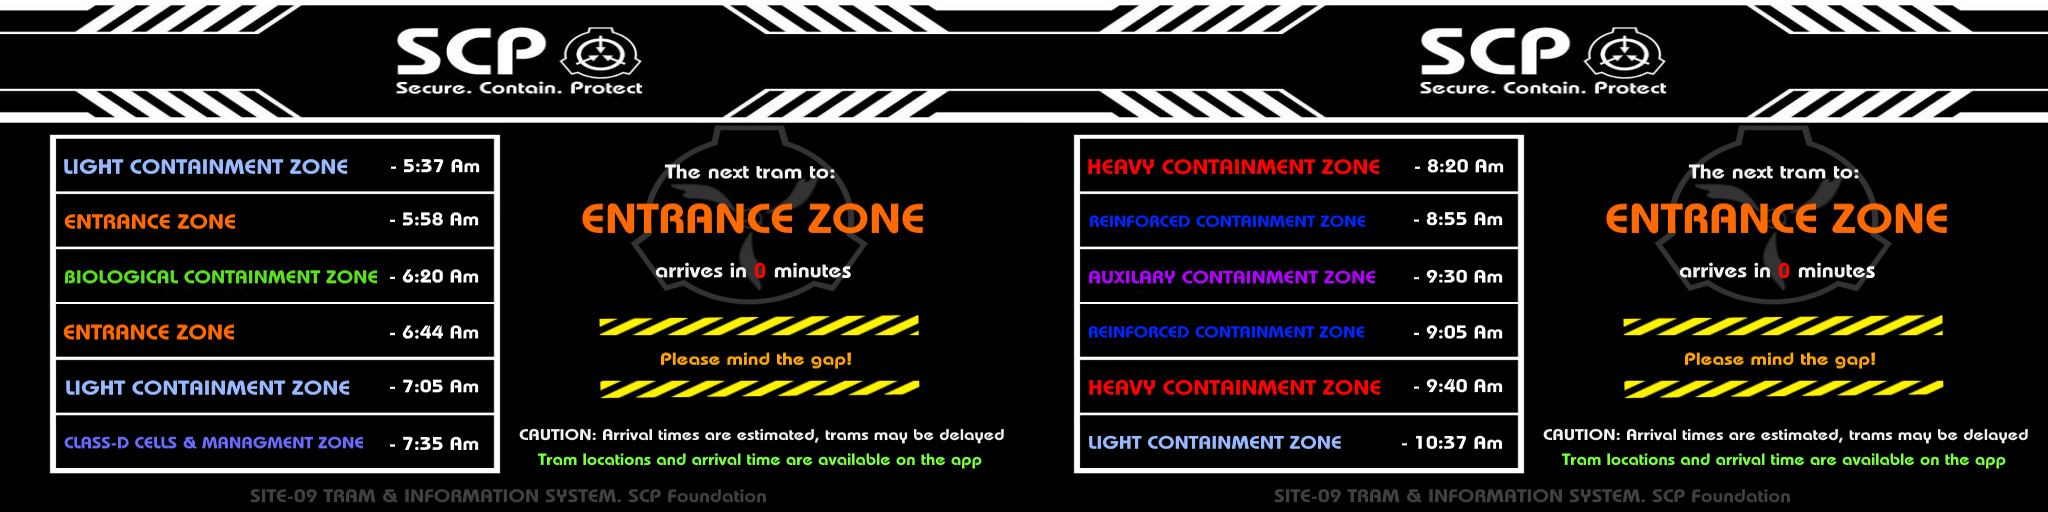 SCP
Secure. Contain. Protect
LIGHT CONTAINMENT ZONE - 5:37 Am
ENTRANCE ZONE - 5:58 Am
BIOLOGICAL CONTAINMENT ZONE - 6:20 Am
ENTRANCE ZONE - 6:44 Am
LIGHT CONTAINMENT ZONE - 7:05 Am
CLASS-D CELLS & MANAGMENT ZONE - 7:35 Am
The next tram to:
ENTRANCE ZONE
arrives in 0 minutes
Please mind the gap!
CAUTION: Arrival times are estimated, trams may be delayed
Tram locations and arrival time are available on the app
SITE-09 TRAM & INFORMATION SYSTEM. SCP Foundation
SCP
Secure. Contain. Protect
HEAVY CONTAINMENT ZONE - 8:20 Am
REINFORCED CONTAINMENT ZONE - 8:55 Am
AUXILARY CONTAINMENT ZONE - 9:30 Am
REINFORCED CONTAINMENT ZONE - 9:05 Am
HEAVY CONTAINMENT ZONE - 9:40 Am
LIGHT CONTAINMENT ZONE - 10:37 Am
The next tram to:
ENTRANCE ZONE
arrives in 0 minutes
Please mind the gap!
CAUTION: Arrival times are estimated, trams may be delayed
Tram locations and arrival time are available on the app
SITE-09 TRAM & INFORMATION SYSTEM. SCP Foundation